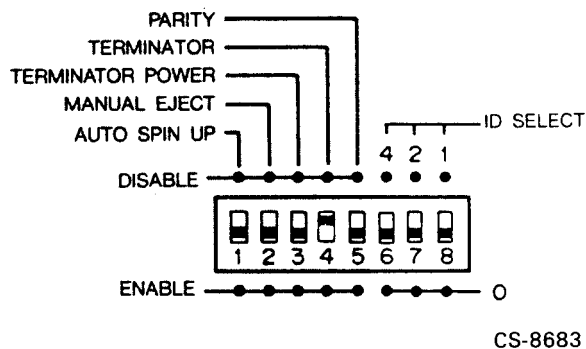 PARITY
TERMINATOR
TERMINATOR POWER
MANUAL EJECT
AUTO SPIN UP
ID SELECT
4 2 1
DISABLE
1 2 3 4 5 6 7 8
ENABLE
0
CS-8683